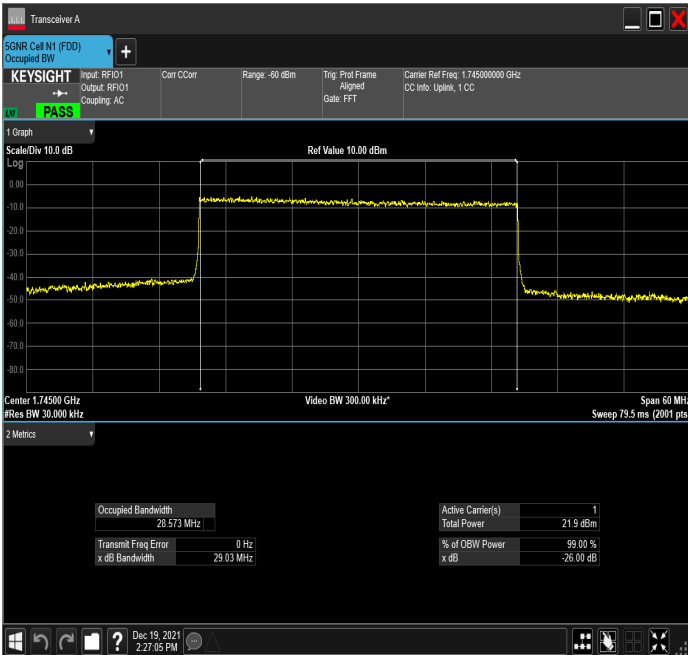 Transceiver A
5GNR Cell N1 (FDD)
Occupied BW
KEYSIGHT
Input: RFIO1
Output: RFIO1
Coupling: AC
Corr CCorr
Range: -60 dBm
Trig: Prot Frame
Aligned
Gate: FFT
Carrier Ref Freq: 1.745000000 GHz
CC Info: Uplink, 1 CC
PASS
1 Graph
Scale/Div 10.0 dB
Ref Value 10.00 dBm
Log
0.00
-10.0
-20.0
-30.0
-40.0
-50.0
-60.0
-70.0
-80.0
Center 1.74500 GHz
Video BW 300.00 kHz*
Span 60 MHz
#Res BW 30.000 kHz
Sweep 79.5 ms (2001 pts
2 Metrics
Occupied Bandwidth
28.573 MHz
Transmit Freq Error 0 Hz
x dB Bandwidth 29.03 MHz
Active Carrier(s) 1
Total Power 21.9 dBm
% of OBW Power 99.00 %
x dB -26.00 dB
?
Dec 19, 2021
2:27:05 PM